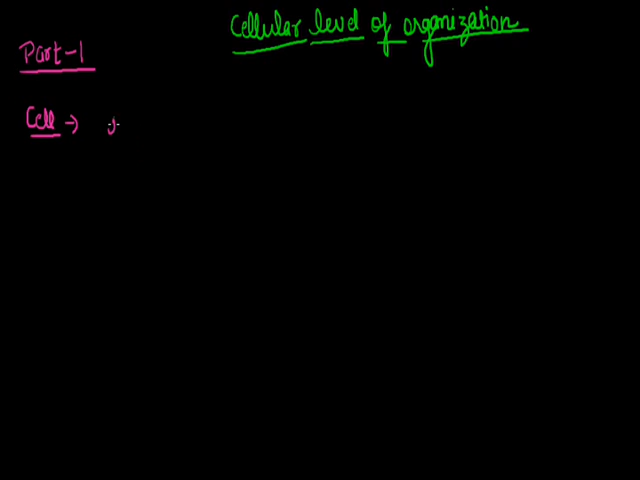 Cellular level of organization
Part-1
Cell →